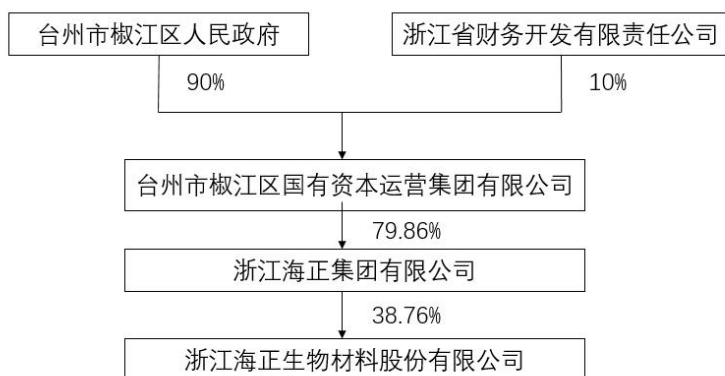 台州市椒江区人民政府
浙江省财务开发有限责任公司
90%
10%
台州市椒江区国有资本运营集团有限公司
79.86%
浙江海正集团有限公司
38.76%
浙江海正生物材料股份有限公司